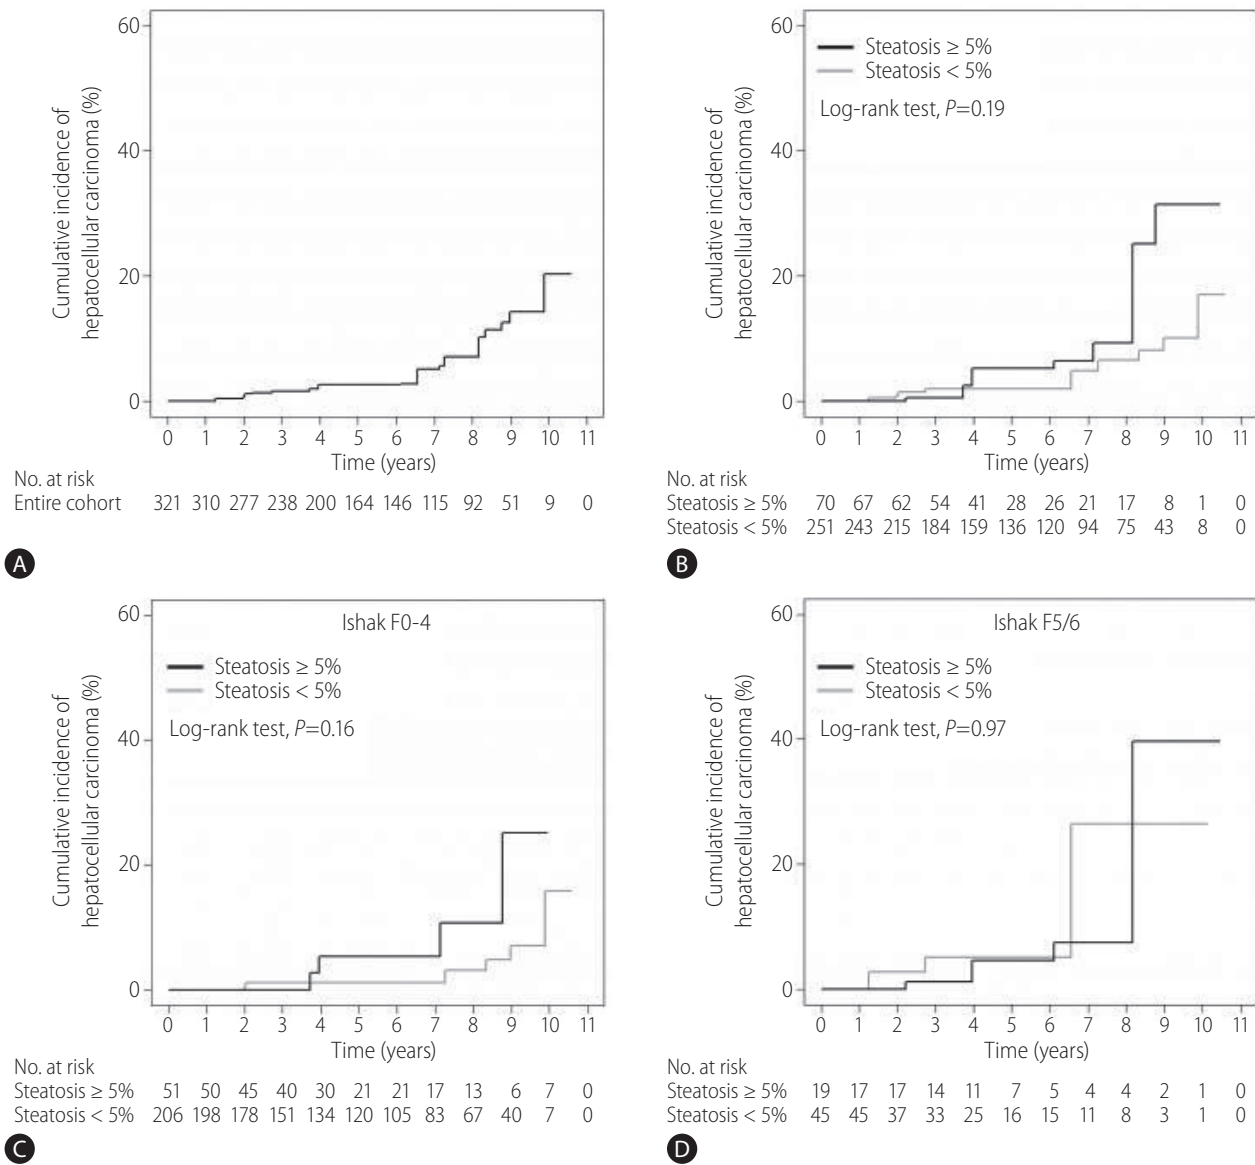 60
40
20
0
Cumulative incidence of
hepatocellular carcinoma (%)
0 1 2 3 4 5 6 7 8 9 10 11
Time (years)
No. at risk
Entire cohort 321 310 277 238 200 164 146 115 92 51 9 0
A
60
40
20
0
Cumulative incidence of
hepatocellular carcinoma (%)
Steatosis ≥ 5%
Steatosis < 5%
Log-rank test, P=0.19
0 1 2 3 4 5 6 7 8 9 10 11
Time (years)
No. at risk
Steatosis ≥ 5% 70 67 62 54 41 28 26 21 17 8 1 0
Steatosis < 5% 251 243 215 184 159 136 120 94 75 43 8 0
B
60
40
20
0
Cumulative incidence of
hepatocellular carcinoma (%)
Ishak F0-4
Steatosis ≥ 5%
Steatosis < 5%
Log-rank test, P=0.16
0 1 2 3 4 5 6 7 8 9 10 11
Time (years)
No. at risk
Steatosis ≥ 5% 51 50 45 40 30 21 21 17 13 6 7 0
Steatosis < 5% 206 198 178 151 134 120 105 83 67 40 7 0
C
60
40
20
0
Cumulative incidence of
hepatocellular carcinoma (%)
Ishak F5/6
Steatosis ≥ 5%
Steatosis < 5%
Log-rank test, P=0.97
0 1 2 3 4 5 6 7 8 9 10 11
Time (years)
No. at risk
Steatosis ≥ 5% 19 17 17 14 11 7 5 4 4 2 1 0
Steatosis < 5% 45 45 37 33 25 16 15 11 8 3 1 0
D